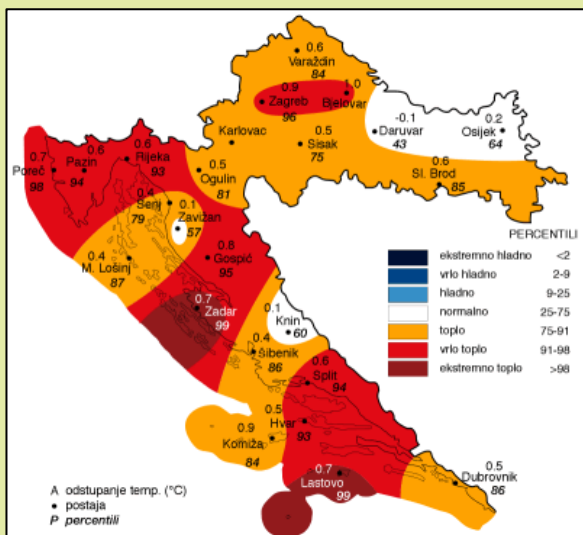 0.6
Varaždin
84
0.9
Zagreb
96
1.0
Bjelovar
-0.1
Daruvar
43
0.2
Osijek
64
Karlovac
0.5
Sisak
75
0.6
Sl. Brod
85
0.7
Poreč
98
0.6
Pazin
94
0.6
Rijeka
93
0.5
Ogulin
81
0.4
Senj
79
0.1
Zavižan
57
0.4
M. Lošinj
87
0.8
Gospić
95
0.7
Zadar
99
0.1
Knin
60
0.4
Šibenik
86
0.6
Split
94
0.5
Hvar
93
0.9
Komiža
84
0.7
Lastovo
99
0.5
Dubrovnik
86
PERCENTILI
ekstremno hladno <2
vrlo hladno 2-9
hladno 9-25
normalno 25-75
toplo 75-91
vrlo toplo 91-98
ekstremno toplo >98
A odstupanje temp. (°C)
• postaja
P percentili